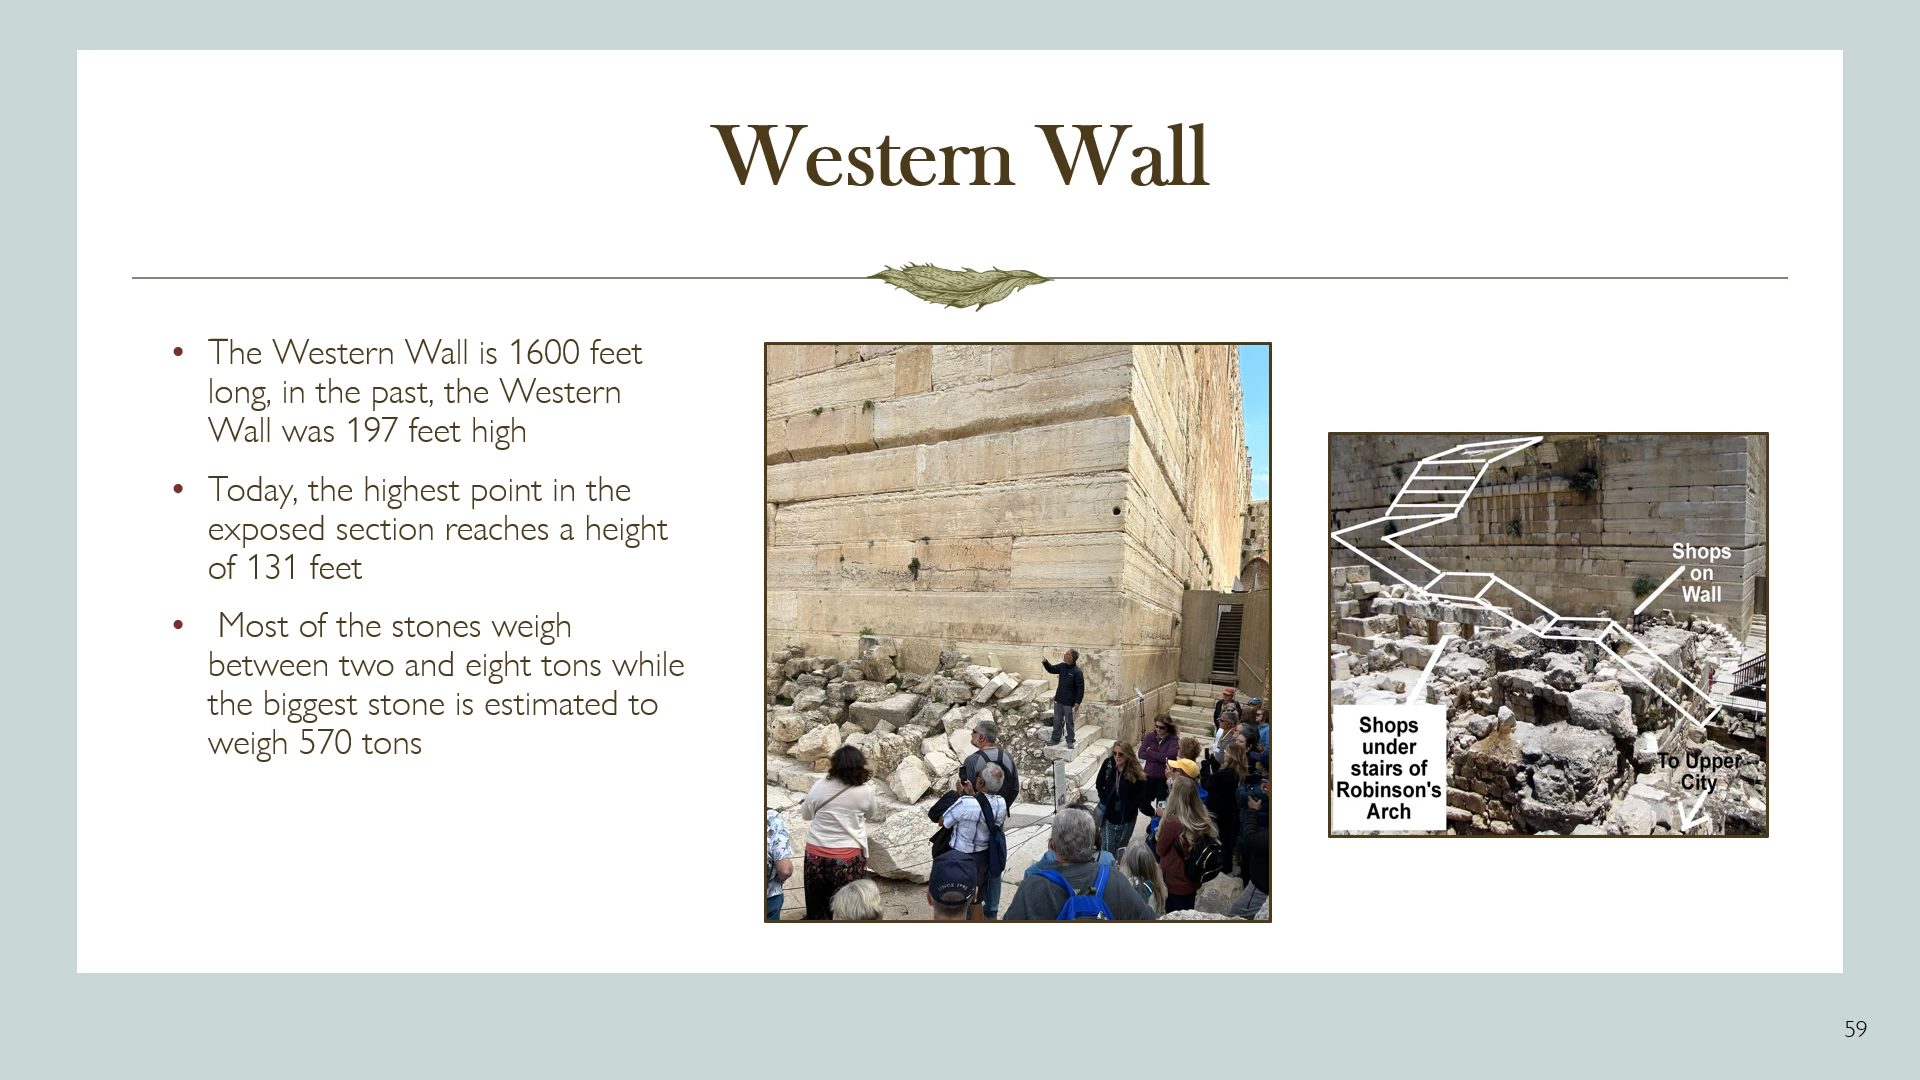 Western Wall
• The Western Wall is 1600 feet
long, in the past, the Western
Wall was 197 feet high
• Today, the highest point in the
exposed section reaches a height
of 131 feet
• Most of the stones weigh
between two and eight tons while
the biggest stone is estimated to
weigh 570 tons
SINCE 1981
Shops
on
Wall
Shops
under
stairs of
Robinson's
Arch
To Upper
City
59